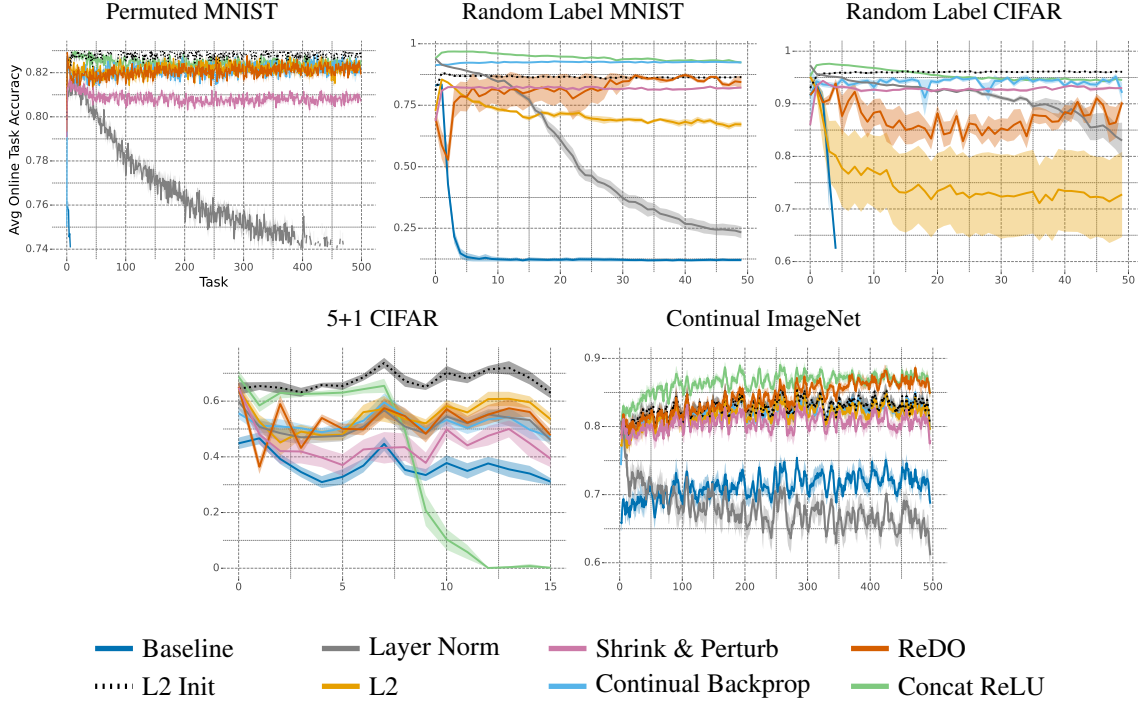 Permuted MNIST
Random Label MNIST
Random Label CIFAR
Avg Online Task Accuracy
0.82
0.80
0.78
0.76
0.74
0 100 200 300 400 500
Task
1
0.75
0.5
0.25
0 10 20 30 40 50
1
0.9
0.8
0.7
0.6
0 10 20 30 40 50
5+1 CIFAR
Continual ImageNet
0.6
0.4
0.2
0
0 5 10 15
0.9
0.8
0.7
0.6
0 100 200 300 400 500
Baseline
Layer Norm
Shrink & Perturb
ReDO
L2 Init
L2
Continual Backprop
Concat ReLU